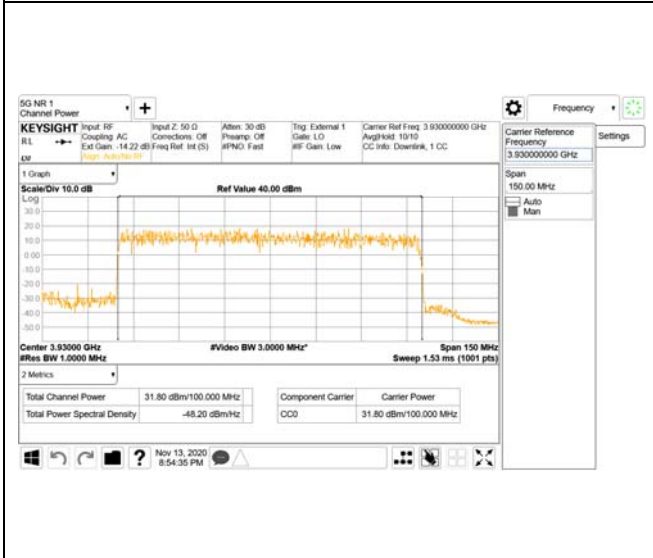 5G NR 1
Channel Power
+
Frequency
KEYSIGHT Input: RF Input Z: 50 Ω Atten: 30 dB Trig: External 1 Carrier Ref Freq: 3.930000000 GHz
RL Coupling: AC Corrections: Off Preamp: Off Gate: LO Avg|Hold: 10/10
Ext Gain: -14.22 dB Freq Ref: Int (S) #PNO: Fast #IF Gain: Low CC Info: Downlink, 1 CC
Align: Auto/No RF
Carrier Reference
Frequency
3.930000000 GHz
Settings
Span
150.00 MHz
Auto
Man
1 Graph
Scale/Div 10.0 dB Ref Value 40.00 dBm
Log
30.0
20.0
10.0
0.00
-10.0
-20.0
-30.0
-40.0
-50.0
Center 3.93000 GHz #Video BW 3.0000 MHz* Span 150 MHz
#Res BW 1.0000 MHz Sweep 1.53 ms (1001 pts)
2 Metrics
Total Channel Power 31.80 dBm/100.000 MHz Component Carrier Carrier Power
Total Power Spectral Density -48.20 dBm/Hz CC0 31.80 dBm/100.000 MHz
? Nov 13, 2020
8:54:35 PM